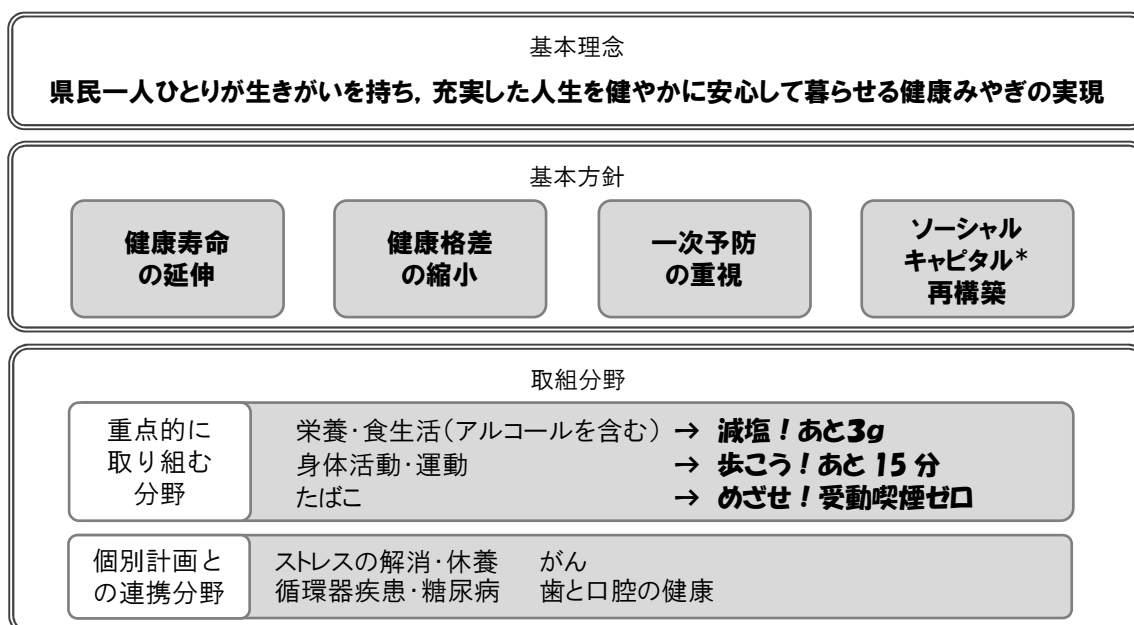 基本理念
県民一人ひとりが生きがいを持ち，充実した人生を健やかに安心して暮らせる健康みやぎの実現
基本方針
健康寿命
の延伸
健康格差
の縮小
一次予防
の重視
ソーシャル
キャピタル*
再構築
取組分野
重点的に
取り組む
分野
栄養・食生活（アルコールを含む） → 減塩！あと3g
身体活動・運動 → 歩こう！あと 15 分
たばこ → めざせ！受動喫煙ゼロ
個別計画と
の連携分野
ストレスの解消・休養 がん
循環器疾患・糖尿病 歯と口腔の健康